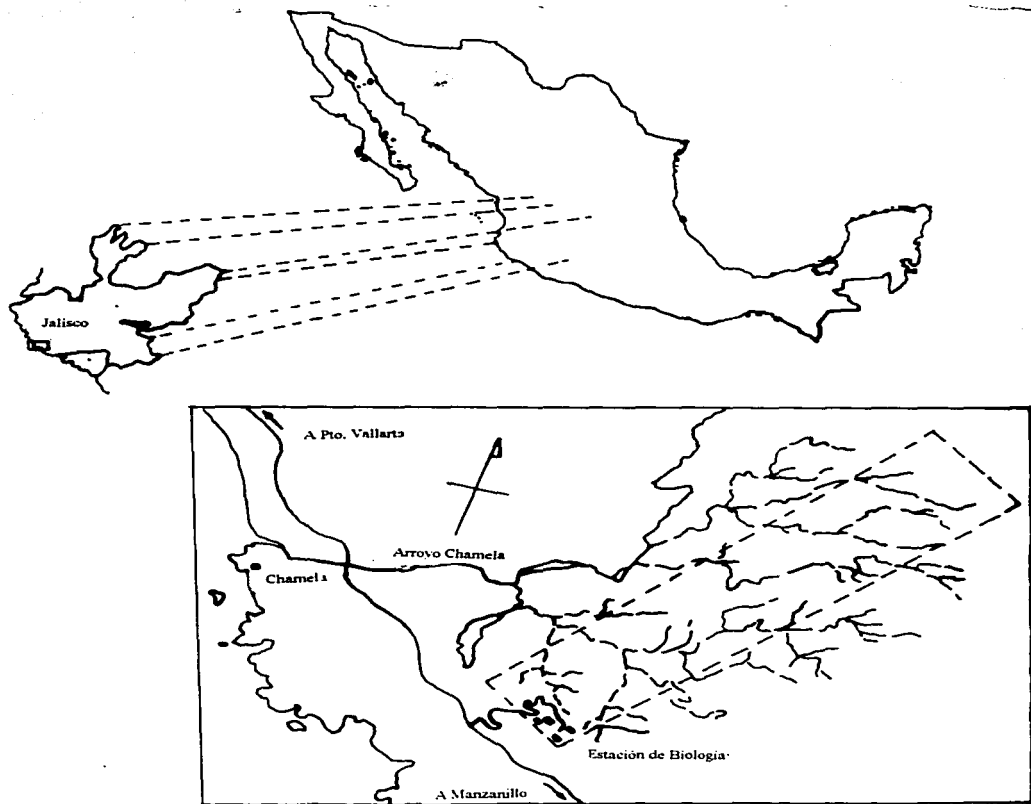 Jalisco
A Pto. Vallarta
Arroyo Chamela
Chamela
Estación de Biología
A Manzanillo